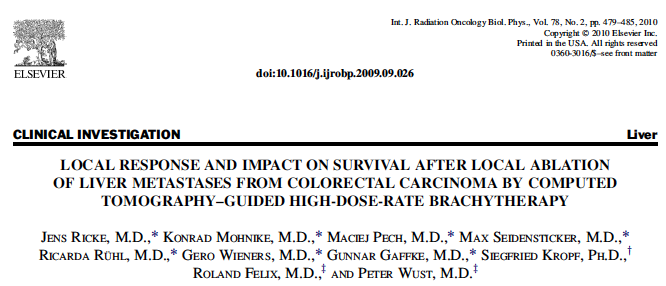 Int. J. Radiation Oncology Biol. Phys., Vol. 78, No. 2, pp. 479–485, 2010
Copyright © 2010 Elsevier Inc.
Printed in the USA. All rights reserved
0360-3016/$–see front matter
ELSEVIER
doi:10.1016/j.ijrobp.2009.09.026
CLINICAL INVESTIGATION Liver
LOCAL RESPONSE AND IMPACT ON SURVIVAL AFTER LOCAL ABLATION
OF LIVER METASTASES FROM COLORECTAL CARCINOMA BY COMPUTED
TOMOGRAPHY–GUIDED HIGH-DOSE-RATE BRACHYTHERAPY
JENS RICKE, M.D.,* KONRAD MOHNIKE, M.D.,* MACIEJ PECH, M.D.,* MAX SEIDENSTICKER, M.D.,*
RICARDA RÜHL, M.D.,* GERO WIENERS, M.D.,* GUNNAR GAFFKE, M.D.,* SIEGFRIED KROPF, PH.D.,†
ROLAND FELIX, M.D.,‡ AND PETER WUST, M.D.‡